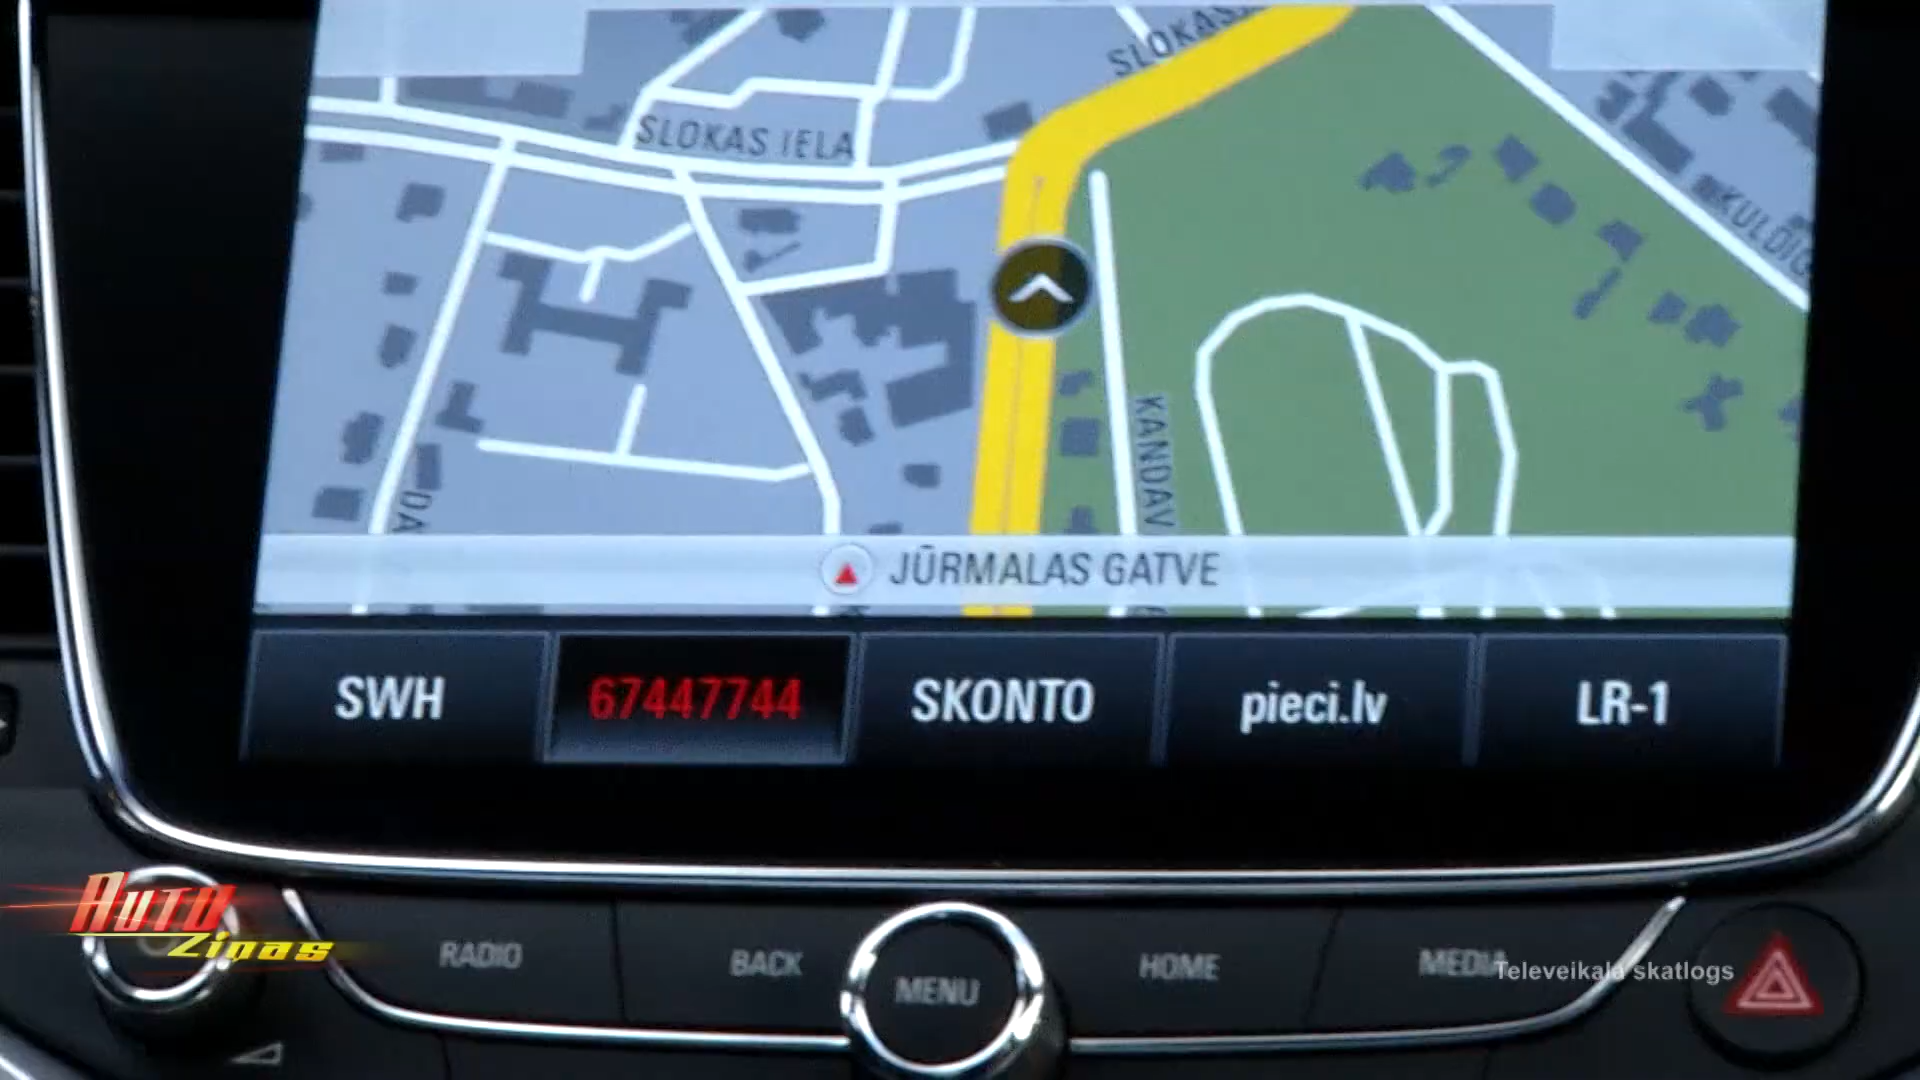 SLOKAS
SLOKAS IELA
KULDĪG
KANDAV
DA
JŪRMALAS GATVE
SWH
67447744
SKONTO
pieci.lv
LR-1
AUTO
Ziņas
RADIO
BACK
MENU
HOME
MEDIA
Televeikala skatlogs